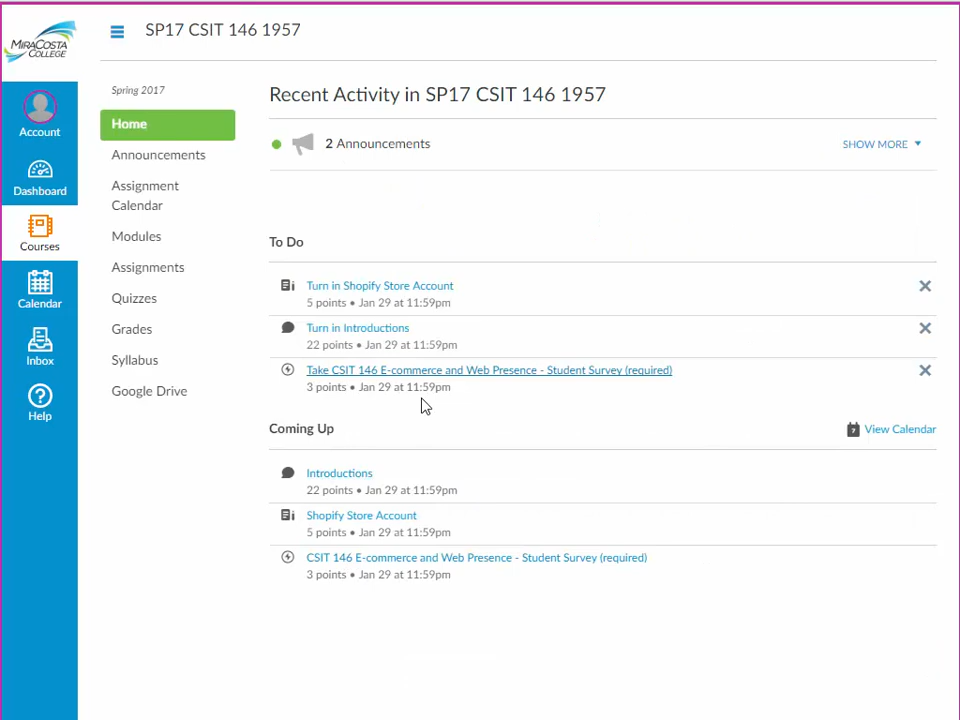 MIRACOSTA
COLLEGE
SP17 CSIT 146 1957
Account
Dashboard
Courses
Calendar
7
Inbox
Help
Spring 2017
Home
Announcements
Assignment
Calendar
Modules
Assignments
Quizzes
Grades
Syllabus
Google Drive
Recent Activity in SP17 CSIT 146 1957
2 Announcements
SHOW MORE
To Do
Turn in Shopify Store Account
5 points • Jan 29 at 11:59pm
Turn in Introductions
22 points • Jan 29 at 11:59pm
Take CSIT 146 E-commerce and Web Presence - Student Survey (required)
3 points • Jan 29 at 11:59pm
Coming Up
View Calendar
Introductions
22 points • Jan 29 at 11:59pm
Shopify Store Account
5 points • Jan 29 at 11:59pm
CSIT 146 E-commerce and Web Presence - Student Survey (required)
3 points • Jan 29 at 11:59pm